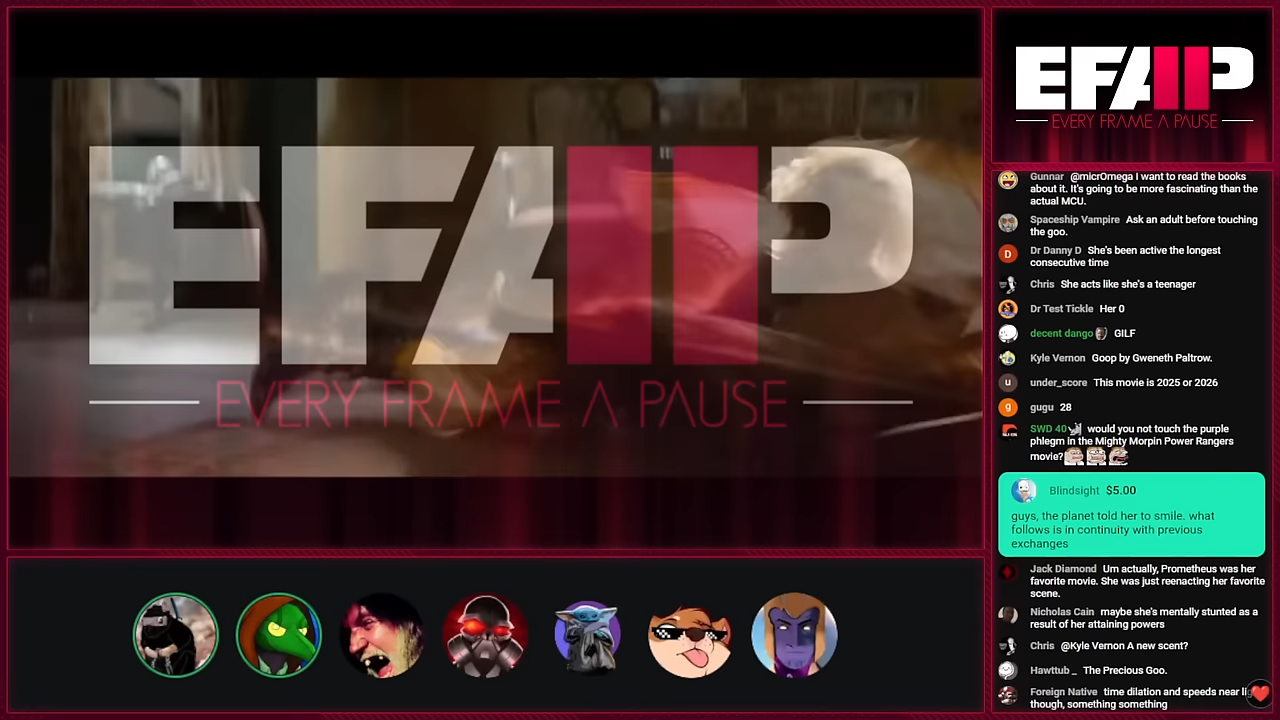 EFAP
EVERY FRAME A PAUSE
EFAP
EVERY FRAME A PAUSE
Gunnar @micrOmega I want to read the books
about it. It's going to be more fascinating than the
actual MCU.
Spaceship Vampire Ask an adult before touching
the goo.
D
Dr Danny D She's been active the longest
consecutive time
Chris She acts like she's a teenager
Dr Test Tickle Her 0
decent dango GILF
Kyle Vernon Goop by Gweneth Paltrow.
u
under_score This movie is 2025 or 2026
g
gugu 28
SWD 40 would you not touch the purple
phlegm in the Mighty Morpin Power Rangers
movie?
Blindsight $5.00
guys, the planet told her to smile. what
follows is in continuity with previous
exchanges
Jack Diamond Um actually, Prometheus was her
favorite movie. She was just reenacting her favorite
scene.
Nicholas Cain maybe she's mentally stunted as a
result of her attaining powers
Chris @Kyle Vernon A new scent?
Hawttub _ The Precious Goo.
Foreign Native time dilation and speeds near
though, something something